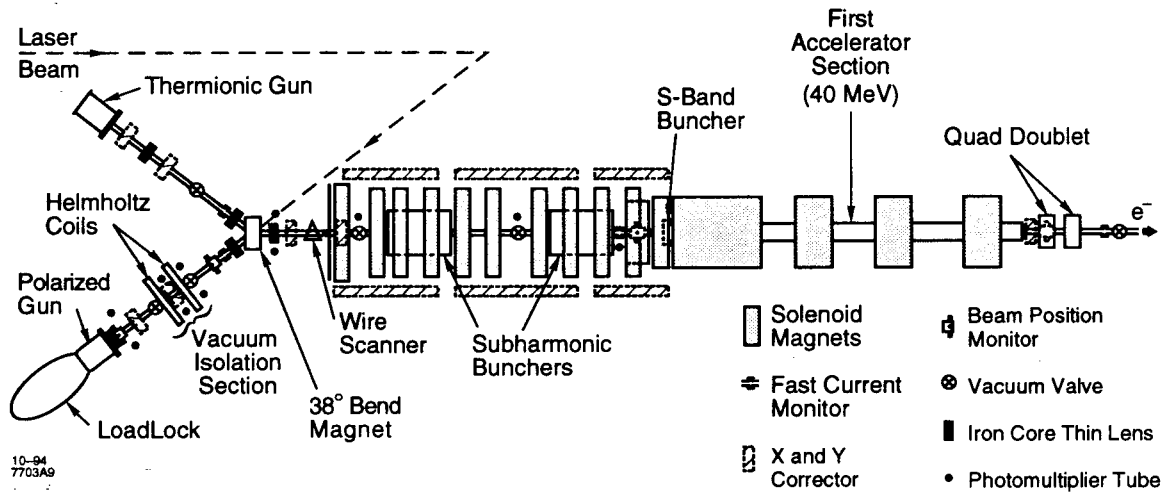 Laser
Beam
Thermionic Gun
First
Accelerator
Section
(40 MeV)
S-Band
Buncher
Quad Doublet
Helmholtz
Coils
e−
Polarized
Gun
Vacuum
Isolation
Section
Wire
Scanner
Subharmonic
Bunchers
38° Bend
Magnet
LoadLock
Solenoid
Magnets
Beam Position
Monitor
Fast Current
Monitor
Vacuum Valve
X and Y
Corrector
Iron Core Thin Lens
Photomultiplier Tube
10–94
7703A9